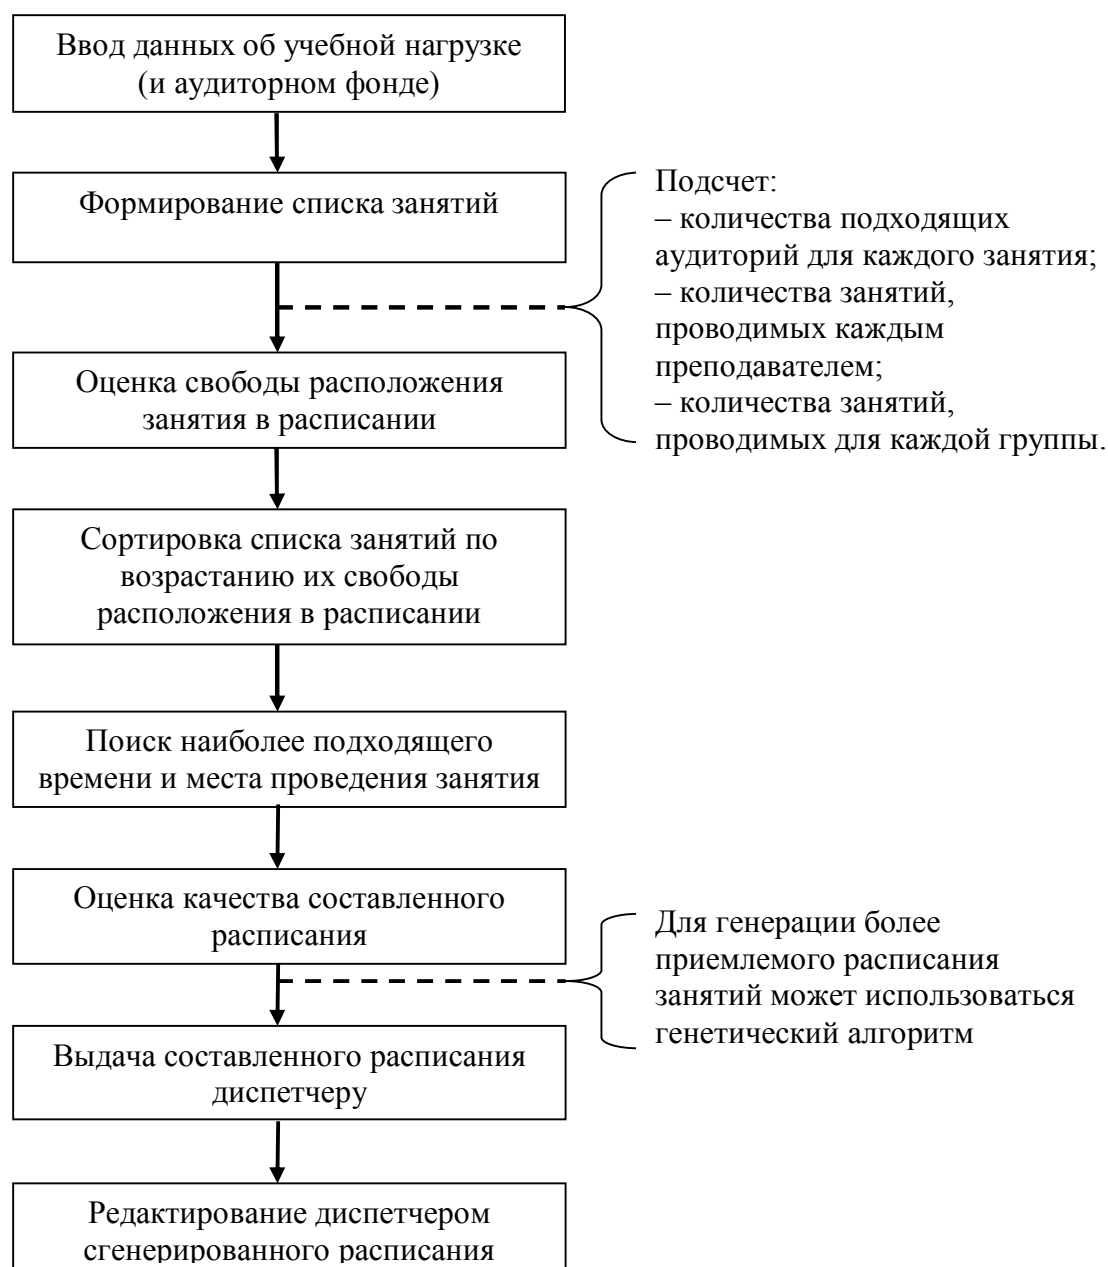 Ввод данных об учебной нагрузке
(и аудиторном фонде)
Формирование списка занятий
Подсчет:
– количества подходящих
аудиторий для каждого занятия;
– количества занятий,
проводимых каждым
преподавателем;
– количества занятий,
проводимых для каждой группы.
Оценка свободы расположения
занятия в расписании
Сортировка списка занятий по
возрастанию их свободы
расположения в расписании
Поиск наиболее подходящего
времени и места проведения занятия
Оценка качества составленного
расписания
Для генерации более
приемлемого расписания
занятий может использоваться
генетический алгоритм
Выдача составленного расписания
диспетчеру
Редактирование диспетчером
сгенерированного расписания